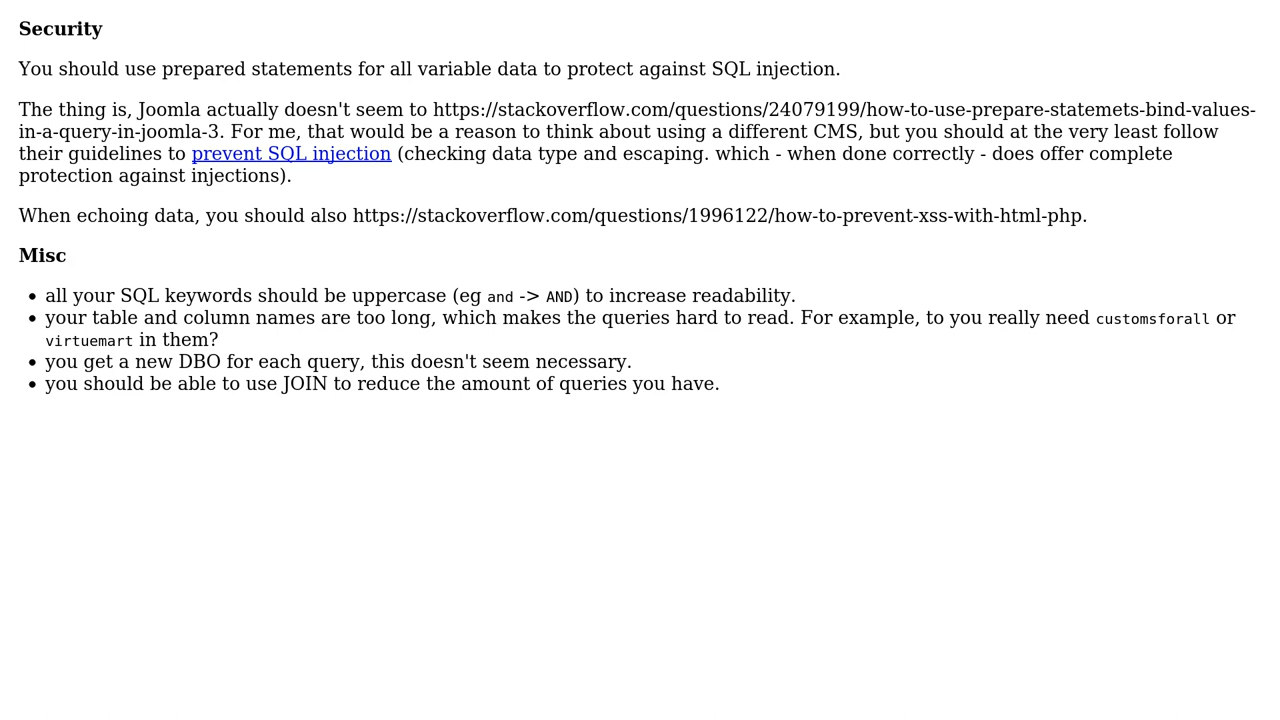 Security
You should use prepared statements for all variable data to protect against SQL injection.
The thing is, Joomla actually doesn't seem to https://stackoverflow.com/questions/24079199/how-to-use-prepare-statemets-bind-values-
in-a-query-in-joomla-3. For me, that would be a reason to think about using a different CMS, but you should at the very least follow
their guidelines to prevent SQL injection (checking data type and escaping. which - when done correctly - does offer complete
protection against injections).
When echoing data, you should also https://stackoverflow.com/questions/1996122/how-to-prevent-xss-with-html-php.
Misc
• all your SQL keywords should be uppercase (eg and -> AND) to increase readability.
• your table and column names are too long, which makes the queries hard to read. For example, to you really need customsforall or
virtuemart in them?
• you get a new DBO for each query, this doesn't seem necessary.
• you should be able to use JOIN to reduce the amount of queries you have.